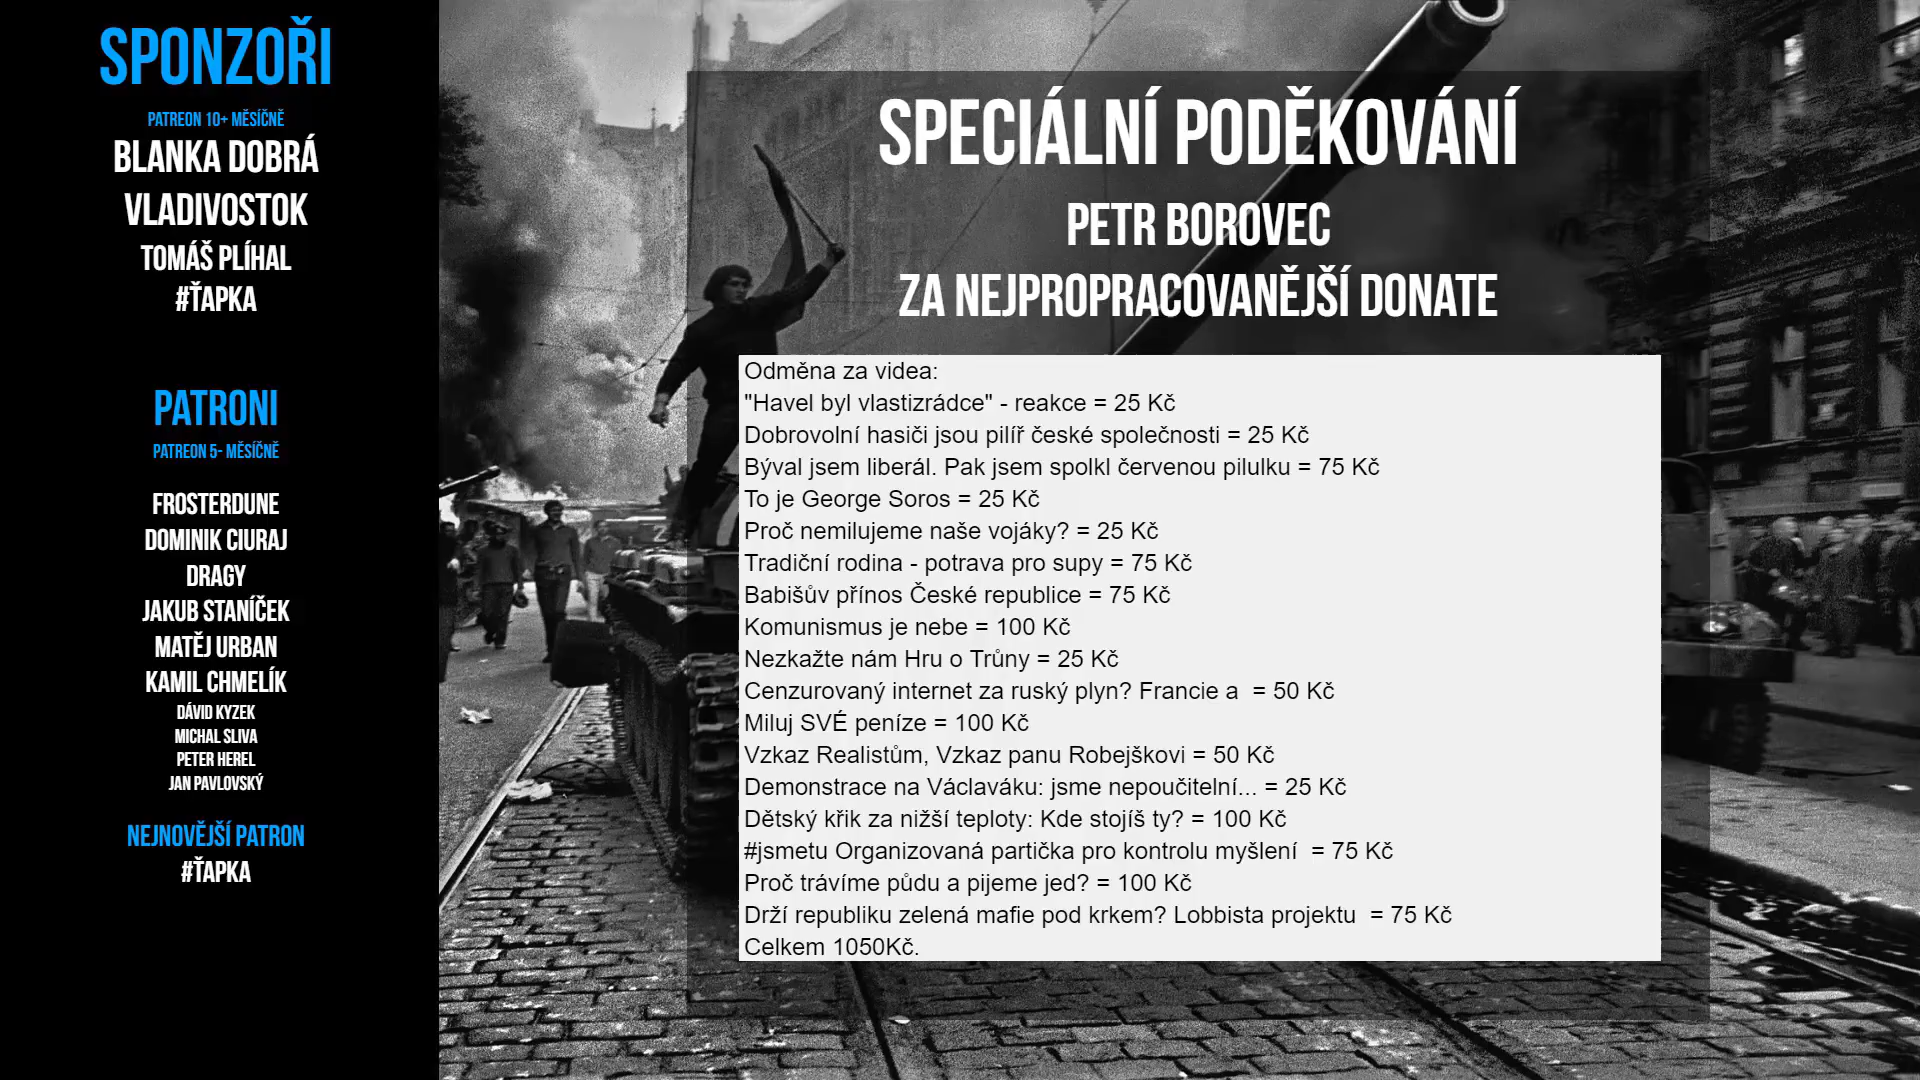 SPONZOŘI
PATREON 10+ MĚSÍČNĚ
BLANKA DOBRÁ
VLADIVOSTOK
TOMÁŠ PLÍHAL
#ŤAPKA
PATRONI
PATREON 5- MĚSÍČNĚ
FROSTERDUNE
DOMINIK CIURAJ
DRAGY
JAKUB STANÍČEK
MATĚJ URBAN
KAMIL CHMELÍK
DÁVID KYZEK
MICHAL SLIVA
PETER HEREL
JAN PAVLOVSKÝ
NEJNOVĚJŠÍ PATRON
#ŤAPKA
SPECIÁLNÍ PODĚKOVÁNÍ
PETR BOROVEC
ZA NEJPROPRACOVANĚJŠÍ DONATE
Odměna za videa:
"Havel byl vlastizrádce" - reakce = 25 Kč
Dobrovolní hasiči jsou pilíř české společnosti = 25 Kč
Býval jsem liberál. Pak jsem spolkl červenou pilulku = 75 Kč
To je George Soros = 25 Kč
Proč nemilujeme naše vojáky? = 25 Kč
Tradiční rodina - potrava pro supy = 75 Kč
Babišův přínos České republice = 75 Kč
Komunismus je nebe = 100 Kč
Nezkažte nám Hru o Trůny = 25 Kč
Cenzurovaný internet za ruský plyn? Francie a  = 50 Kč
Miluj SVÉ peníze = 100 Kč
Vzkaz Realistům, Vzkaz panu Robejškovi = 50 Kč
Demonstrace na Václaváku: jsme nepoučitelní... = 25 Kč
Dětský křik za nižší teploty: Kde stojíš ty? = 100 Kč
#jsmetu Organizovaná partička pro kontrolu myšlení  = 75 Kč
Proč trávíme půdu a pijeme jed? = 100 Kč
Drží republiku zelená mafie pod krkem? Lobbista projektu  = 75 Kč
Celkem 1050Kč.